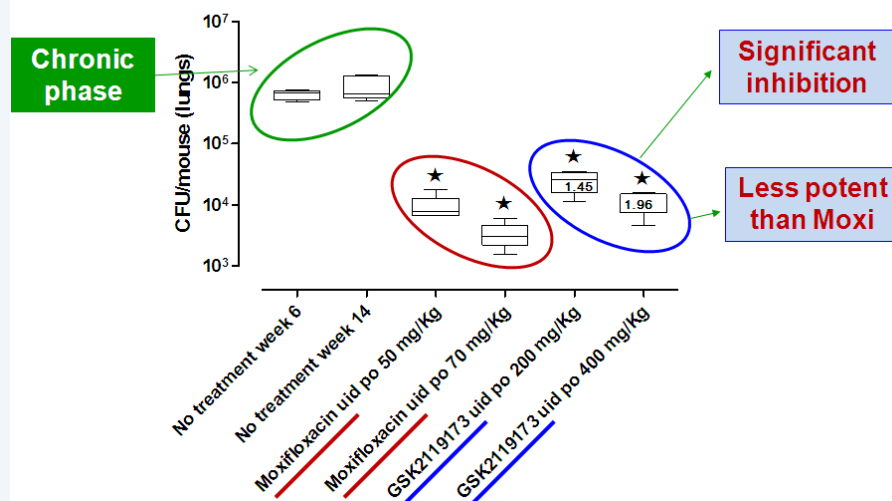 Chronic
phase
Significant
inhibition
Less potent
than Moxi
CFU/mouse (lungs)
10⁷
10⁶
10⁵
10⁴
10³
1.45
1.96
No treatment week 6
No treatment week 14
Moxifloxacin uid po 50 mg/Kg
Moxifloxacin uid po 70 mg/Kg
GSK2119173 uid po 200 mg/Kg
GSK2119173 uid po 400 mg/Kg